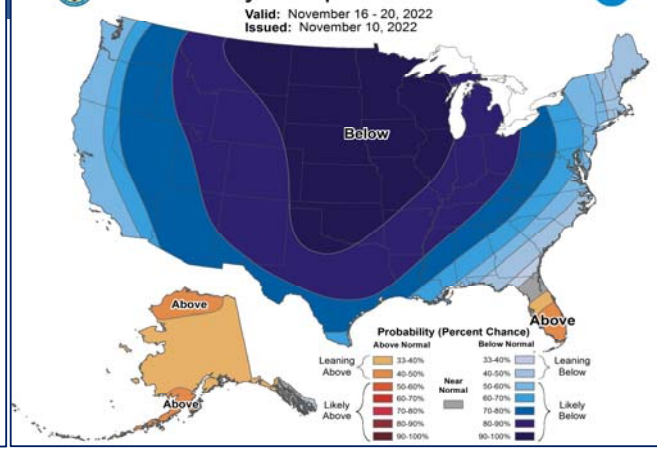 Valid: November 16 - 20, 2022
Issued: November 10, 2022
Below
Above
Above
Above
Probability (Percent Chance)
Above Normal
Below Normal
Leaning
Above
33-40%
40-50%
Likely
Above
50-60%
60-70%
70-80%
80-90%
90-100%
Near
Normal
33-40%
40-50%
Leaning
Below
50-60%
60-70%
70-80%
80-90%
90-100%
Likely
Below